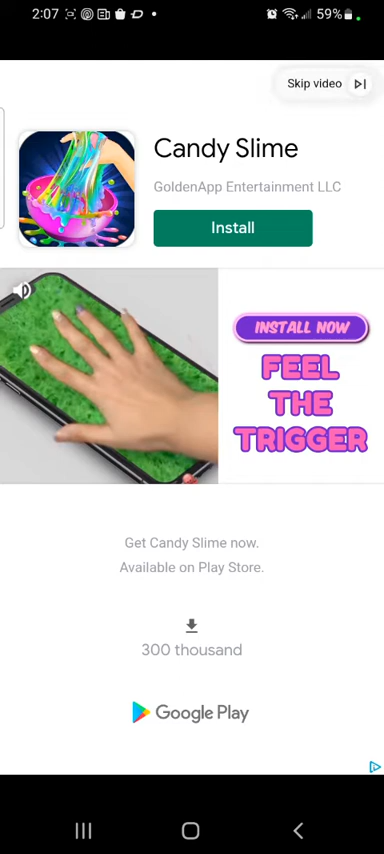 2:07
59%
Skip video
Candy Slime
GoldenApp Entertainment LLC
Install
INSTALL NOW
FEEL
THE
TRIGGER
Get Candy Slime now.
Available on Play Store.
300 thousand
Google Play